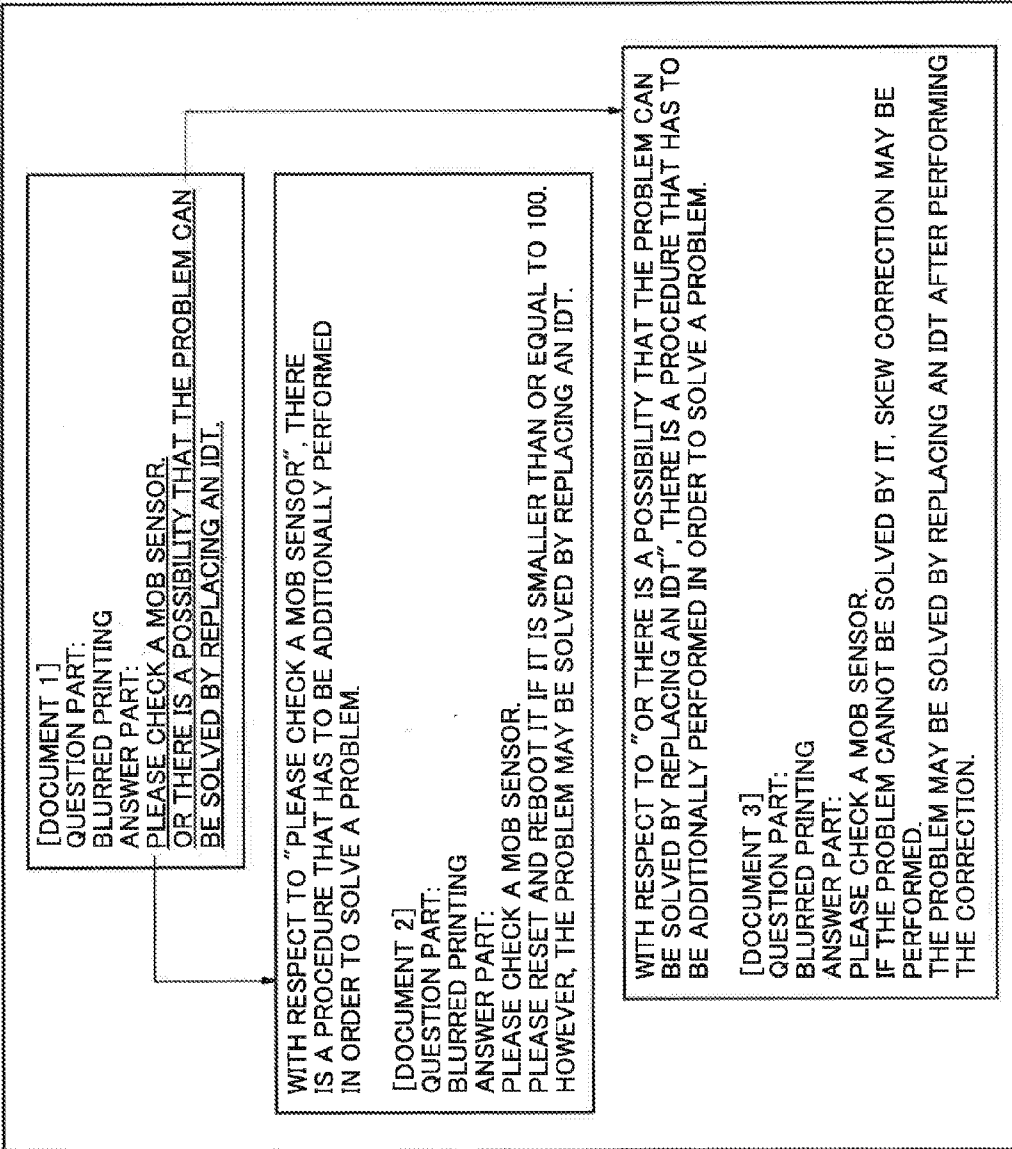 [DOCUMENT 1]
QUESTION PART:
BLURRED PRINTING
ANSWER PART:
PLEASE CHECK A MOB SENSOR.
OR THERE IS A POSSIBILITY THAT THE PROBLEM CAN
BE SOLVED BY REPLACING AN IDT.
WITH RESPECT TO "PLEASE CHECK A MOB SENSOR", THERE
IS A PROCEDURE THAT HAS TO BE ADDITIONALLY PERFORMED
IN ORDER TO SOLVE A PROBLEM.
[DOCUMENT 2]
QUESTION PART:
BLURRED PRINTING
ANSWER PART:
PLEASE CHECK A MOB SENSOR.
PLEASE RESET AND REBOOT IT IF IT IS SMALLER THAN OR EQUAL TO 100.
HOWEVER, THE PROBLEM MAY BE SOLVED BY REPLACING AN IDT.
WITH RESPECT TO "OR THERE IS A POSSIBILITY THAT THE PROBLEM CAN
BE SOLVED BY REPLACING AN IDT", THERE IS A PROCEDURE THAT HAS TO
BE ADDITIONALLY PERFORMED IN ORDER TO SOLVE A PROBLEM.
[DOCUMENT 3]
QUESTION PART:
BLURRED PRINTING
ANSWER PART:
PLEASE CHECK A MOB SENSOR.
IF THE PROBLEM CANNOT BE SOLVED BY IT, SKEW CORRECTION MAY BE
PERFORMED.
THE PROBLEM MAY BE SOLVED BY REPLACING AN IDT AFTER PERFORMING
THE CORRECTION.